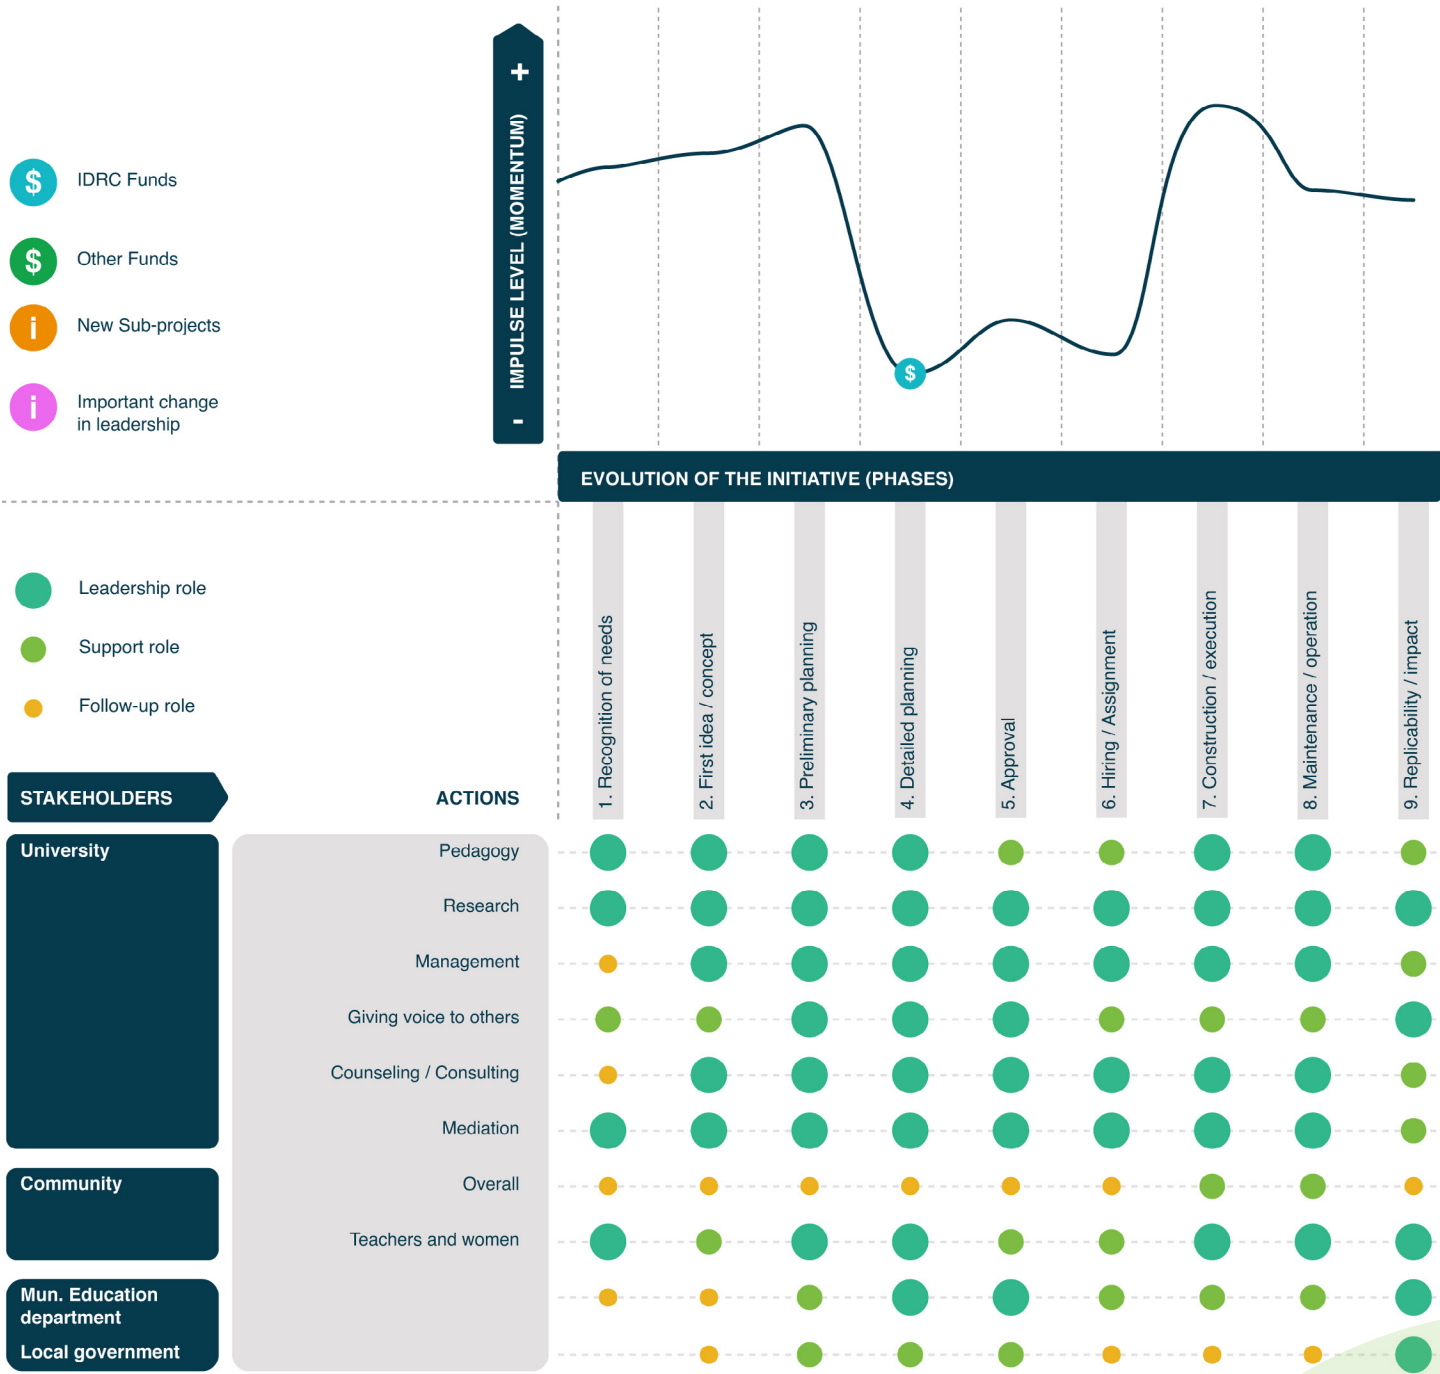 +
IMPULSE LEVEL (MOMENTUM)
-
$ IDRC Funds
$ Other Funds
i New Sub-projects
i Important change
in leadership
$
EVOLUTION OF THE INITIATIVE (PHASES)
Leadership role
Support role
Follow-up role
1. Recognition of needs
2. First idea / concept
3. Preliminary planning
4. Detailed planning
5. Approval
6. Hiring / Assignment
7. Construction / execution
8. Maintenance / operation
9. Replicability / impact
STAKEHOLDERS
ACTIONS
University
Pedagogy
Research
Management
Giving voice to others
Counseling / Consulting
Mediation
Community
Overall
Teachers and women
Mun. Education
department
Local government